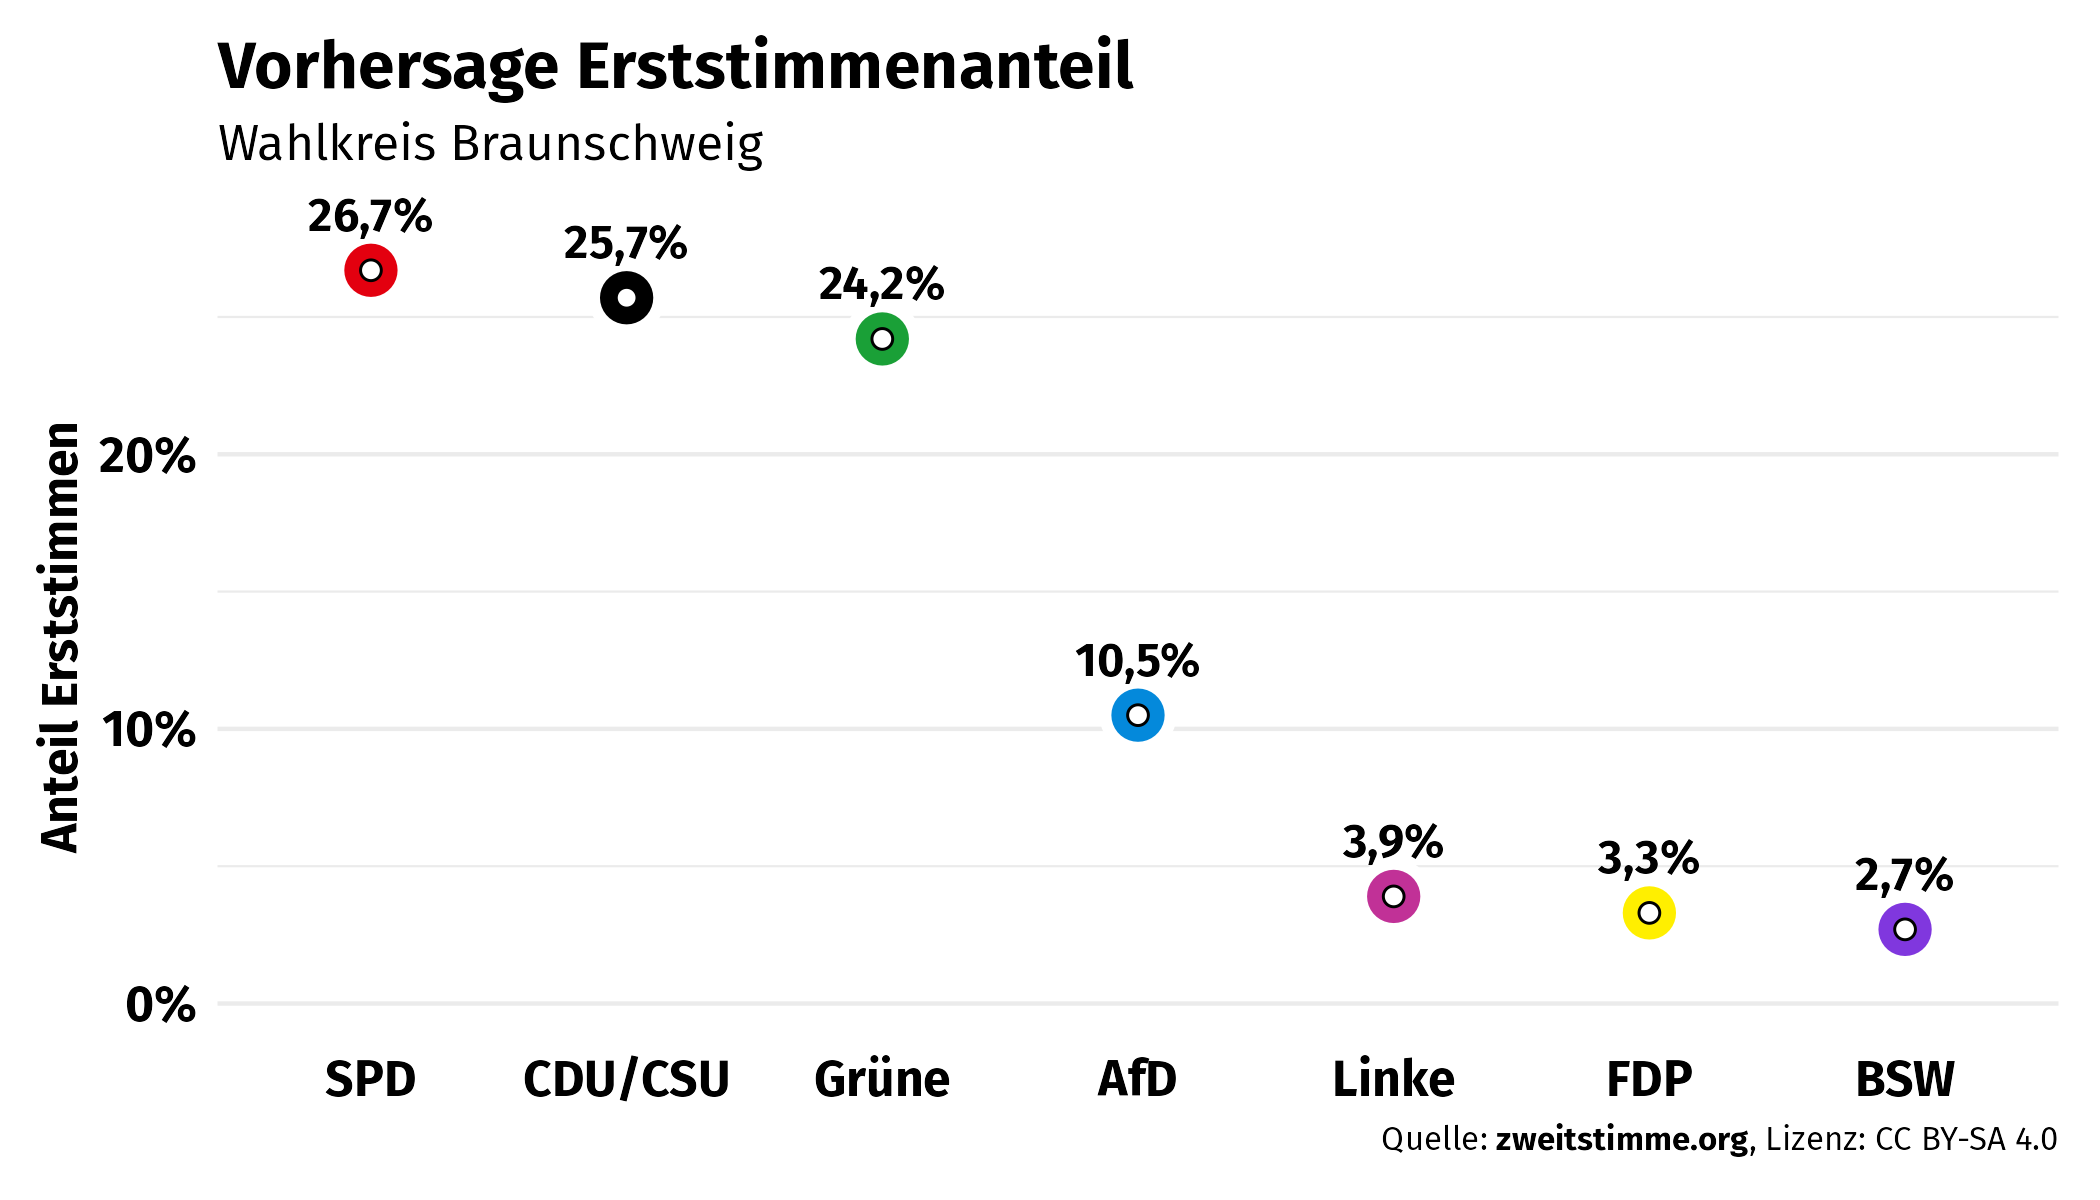 Vorhersage Erststimmenanteil
Wahlkreis Braunschweig
26,7%
25,7%
24,2%
10,5%
3,9%
3,3%
2,7%
Anteil Erststimmen
20%
10%
0%
SPD CDU/CSU Grüne AfD Linke FDP BSW
Quelle: zweitstimme.org, Lizenz: CC BY-SA 4.0